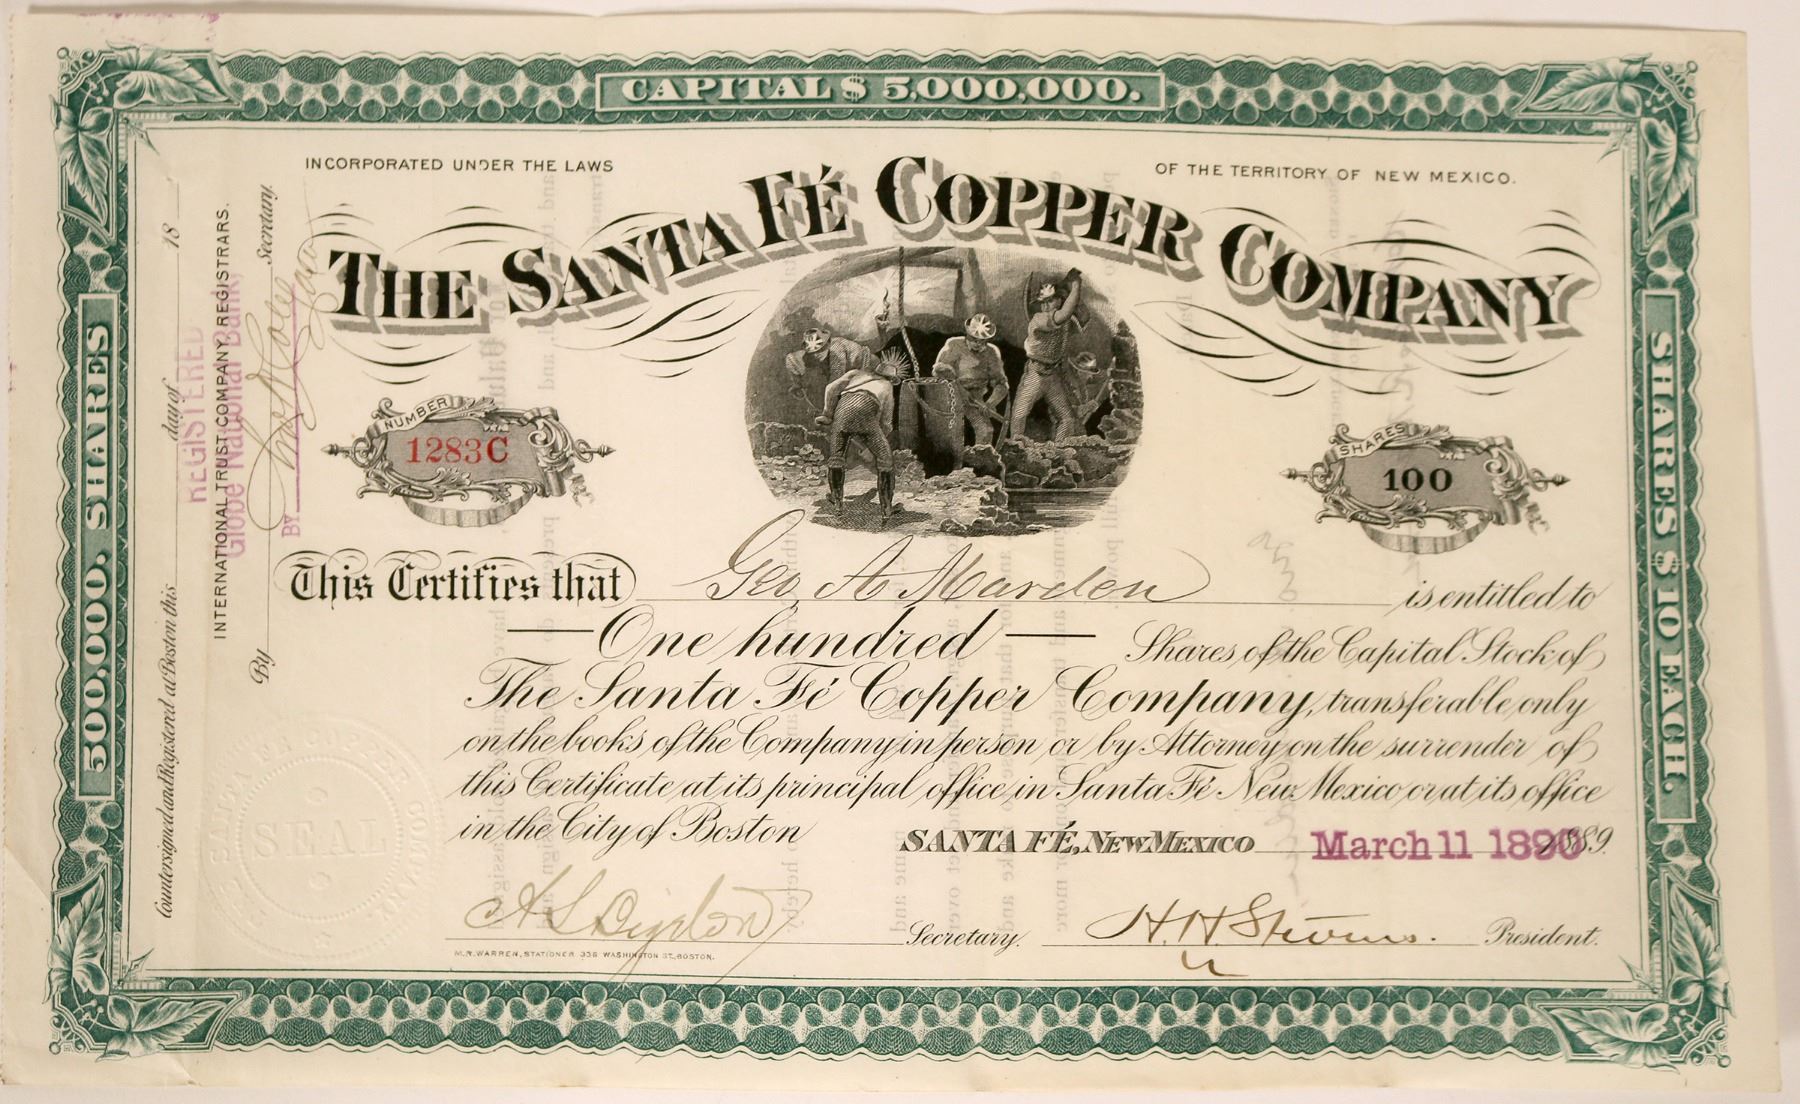 CAPITAL $ 5,000,000.
INCORPORATED UNDER THE LAWS
OF THE TERRITORY OF NEW MEXICO.
THE SANTA FÉ COPPER COMPANY
500,000. SHARES
SHARES $10 EACH.
NUMBER
1283C
SHARES
100
This Certifies that Geo. A Marden is entitled to
One hundred Shares of the Capital Stock of
The Santa Fé Copper Company, transferable only
on the books of the Company in person or by Attorney on the surrender of
this Certificate at its principal office in Santa Fé New Mexico or at its office
in the City of Boston
SANTA FÉ, NEW MEXICO March 11 1890 1889.
Secretary.
H. H. Stevens. President.
M.R. WARREN, STATIONER 336 WASHINGTON ST., BOSTON.
Countersigned and Registered at Boston this day of 18
REGISTERED
INTERNATIONAL TRUST COMPANY, REGISTRARS.
Globe National Bank,
By Secretary.
BY
SANTA FE COPPER COMPANY
SEAL